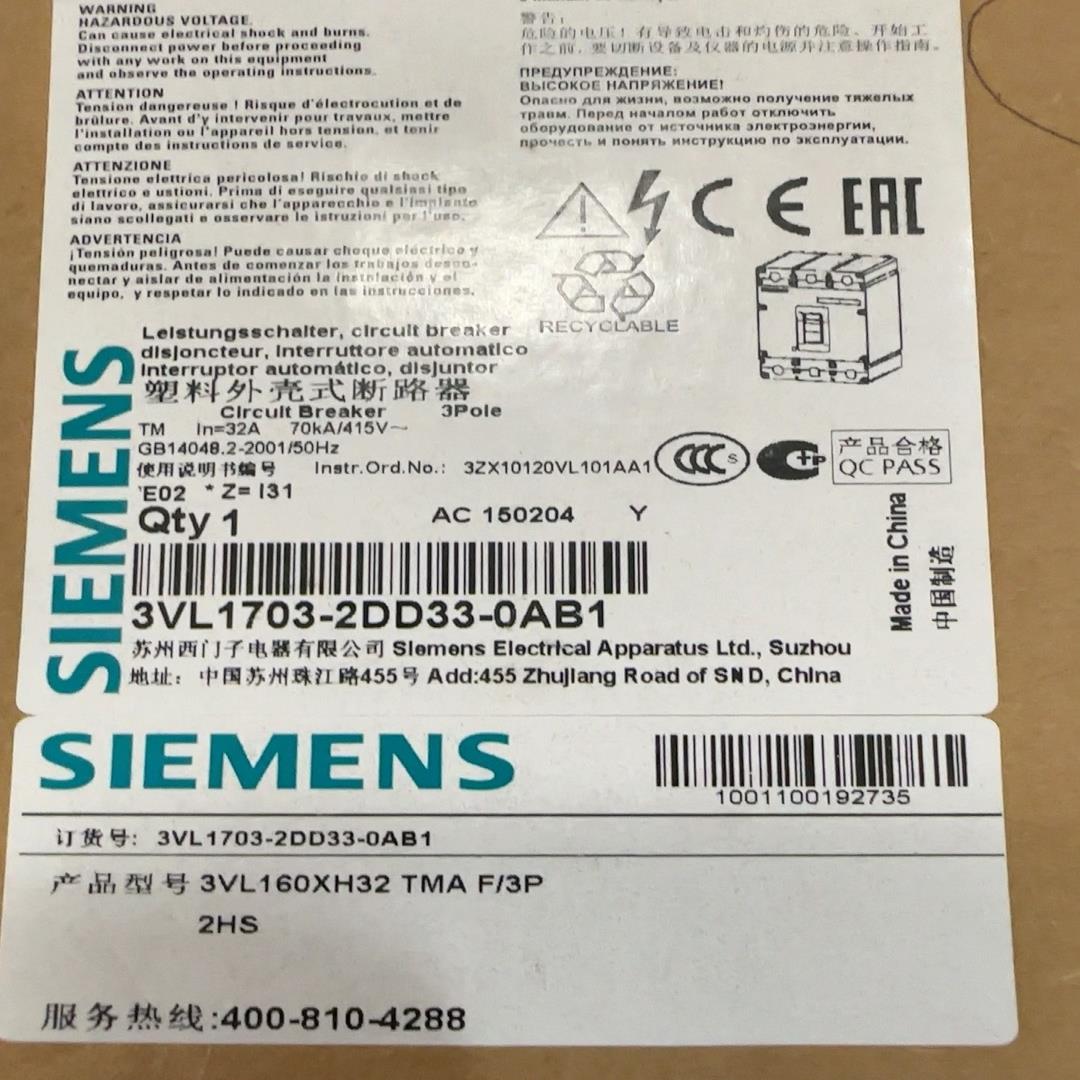 WARNING
HAZARDOUS VOLTAGE.
Can cause electrical shock and burns.
Disconnect power before proceeding
with any work on this equipment
and observe the operating instructions.
ATTENTION
Tension dangereuse ! Risque d'électrocution et de
brûlure. Avant d'y intervenir pour travaux, mettre
l'installation ou l'appareil hors tension, et tenir
compte des instructions de service.
ATTENZIONE
Tensione elettrica pericolosa! Rischio di shock
elettrico e ustioni. Prima di eseguire qualsiasi tipo
di lavoro, assicurarsi che l'apparecchio e l'impianto
siano scollegati e osservare le istruzioni per l'uso.
ADVERTENCIA
¡Tensión peligrosa! Puede causar choque eléctrico y
quemaduras. Antes de comenzar los trabajos desco-
nectar y aislar de alimentación la instalación y el
equipo, y respetar lo indicado en las instrucciones.
警告:
危险的电压！有导致电击和灼伤的危险、开始工
作之前，要切断设备及仪器的电源并注意操作指南。
ПРЕДУПРЕЖДЕНИЕ:
ВЫСОКОЕ НАПРЯЖЕНИЕ!
Опасно для жизни, возможно получение тяжелых
травм. Перед началом работ отключить
оборудование от источника электроэнергии,
прочесть и понять инструкцию по эксплуатации.
CE EAC
RECYCLABLE
SIEMENS
Leistungsschalter, circuit breaker
disjoncteur, interruttore automatico
interruptor automático, disjuntor
塑料外壳式断路器
Circuit Breaker 3Pole
TM In=32A 70kA/415V~
GB14048.2-2001/50Hz
使用说明书编号 Instr.Ord.No.: 3ZX10120VL101AA1
CCC S
产品合格
QC PASS
'E02 * Z= I31
Qty 1 AC 150204 Y
3VL1703-2DD33-0AB1
Made in China
中国制造
苏州西门子电器有限公司 Siemens Electrical Apparatus Ltd., Suzhou
地址: 中国苏州珠江路455号 Add:455 Zhujiang Road of SND, China
SIEMENS
1001100192735
订货号: 3VL1703-2DD33-0AB1
产品型号 3VL160XH32 TMA F/3P
2HS
服务热线:400-810-4288